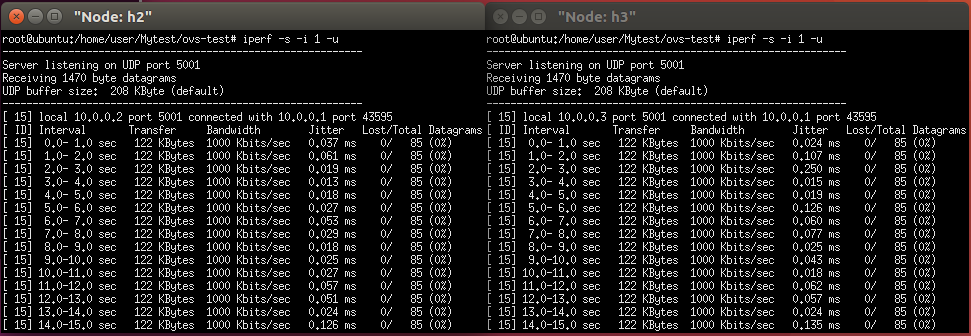 "Node: h2"
root@ubuntu:/home/user/Mytest/ovs-test# iperf -s -i 1 -u
------------------------------------------------------------
Server listening on UDP port 5001
Receiving 1470 byte datagrams
UDP buffer size:  208 KByte (default)
------------------------------------------------------------
[ 15] local 10.0.0.2 port 5001 connected with 10.0.0.1 port 43595
[ ID] Interval       Transfer     Bandwidth        Jitter   Lost/Total Datagrams
[ 15]  0.0- 1.0 sec   122 KBytes  1000 Kbits/sec   0.037 ms    0/   85 (0%)
[ 15]  1.0- 2.0 sec   122 KBytes  1000 Kbits/sec   0.061 ms    0/   85 (0%)
[ 15]  2.0- 3.0 sec   122 KBytes  1000 Kbits/sec   0.019 ms    0/   85 (0%)
[ 15]  3.0- 4.0 sec   122 KBytes  1000 Kbits/sec   0.013 ms    0/   85 (0%)
[ 15]  4.0- 5.0 sec   122 KBytes  1000 Kbits/sec   0.018 ms    0/   85 (0%)
[ 15]  5.0- 6.0 sec   122 KBytes  1000 Kbits/sec   0.027 ms    0/   85 (0%)
[ 15]  6.0- 7.0 sec   122 KBytes  1000 Kbits/sec   0.053 ms    0/   85 (0%)
[ 15]  7.0- 8.0 sec   122 KBytes  1000 Kbits/sec   0.029 ms    0/   85 (0%)
[ 15]  8.0- 9.0 sec   122 KBytes  1000 Kbits/sec   0.018 ms    0/   85 (0%)
[ 15]  9.0-10.0 sec   122 KBytes  1000 Kbits/sec   0.025 ms    0/   85 (0%)
[ 15] 10.0-11.0 sec   122 KBytes  1000 Kbits/sec   0.027 ms    0/   85 (0%)
[ 15] 11.0-12.0 sec   122 KBytes  1000 Kbits/sec   0.057 ms    0/   85 (0%)
[ 15] 12.0-13.0 sec   122 KBytes  1000 Kbits/sec   0.051 ms    0/   85 (0%)
[ 15] 13.0-14.0 sec   122 KBytes  1000 Kbits/sec   0.024 ms    0/   85 (0%)
[ 15] 14.0-15.0 sec   122 KBytes  1000 Kbits/sec   0.126 ms    0/   85 (0%)
"Node: h3"
root@ubuntu:/home/user/Mytest/ovs-test# iperf -s -i 1 -u
------------------------------------------------------------
Server listening on UDP port 5001
Receiving 1470 byte datagrams
UDP buffer size:  208 KByte (default)
------------------------------------------------------------
[ 15] local 10.0.0.3 port 5001 connected with 10.0.0.1 port 43595
[ ID] Interval       Transfer     Bandwidth        Jitter   Lost/Total Datagrams
[ 15]  0.0- 1.0 sec   122 KBytes  1000 Kbits/sec   0.024 ms    0/   85 (0%)
[ 15]  1.0- 2.0 sec   122 KBytes  1000 Kbits/sec   0.107 ms    0/   85 (0%)
[ 15]  2.0- 3.0 sec   122 KBytes  1000 Kbits/sec   0.250 ms    0/   85 (0%)
[ 15]  3.0- 4.0 sec   122 KBytes  1000 Kbits/sec   0.015 ms    0/   85 (0%)
[ 15]  4.0- 5.0 sec   122 KBytes  1000 Kbits/sec   0.019 ms    0/   85 (0%)
[ 15]  5.0- 6.0 sec   122 KBytes  1000 Kbits/sec   0.126 ms    0/   85 (0%)
[ 15]  6.0- 7.0 sec   122 KBytes  1000 Kbits/sec   0.060 ms    0/   85 (0%)
[ 15]  7.0- 8.0 sec   122 KBytes  1000 Kbits/sec   0.077 ms    0/   85 (0%)
[ 15]  8.0- 9.0 sec   122 KBytes  1000 Kbits/sec   0.025 ms    0/   85 (0%)
[ 15]  9.0-10.0 sec   122 KBytes  1000 Kbits/sec   0.043 ms    0/   85 (0%)
[ 15] 10.0-11.0 sec   122 KBytes  1000 Kbits/sec   0.018 ms    0/   85 (0%)
[ 15] 11.0-12.0 sec   122 KBytes  1000 Kbits/sec   0.062 ms    0/   85 (0%)
[ 15] 12.0-13.0 sec   122 KBytes  1000 Kbits/sec   0.057 ms    0/   85 (0%)
[ 15] 13.0-14.0 sec   122 KBytes  1000 Kbits/sec   0.024 ms    0/   85 (0%)
[ 15] 14.0-15.0 sec   122 KBytes  1000 Kbits/sec   0.135 ms    0/   85 (0%)